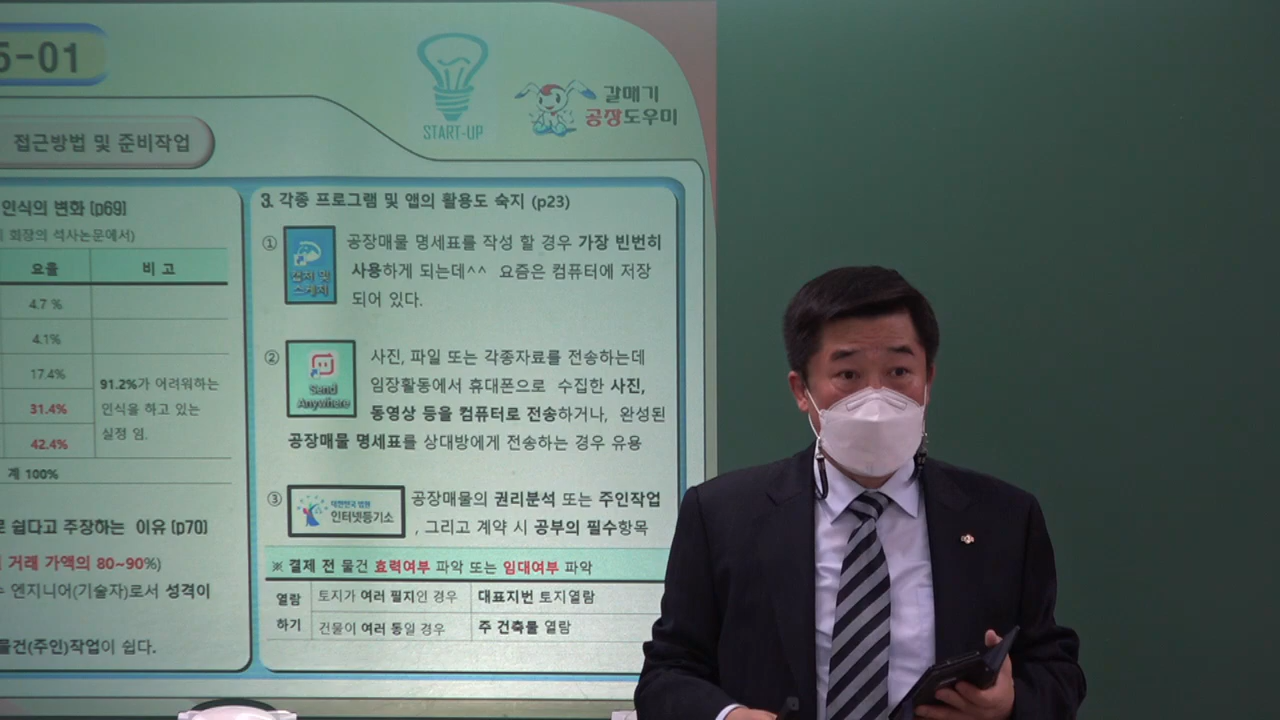 5-01
START-UP
갈매기
공장도우미
접근방법 및 준비작업
인식의 변화 (p69)
회장의 석사논문에서)
요율 비 고
4.7 %
4.1%
17.4%
31.4%
42.4%
91.2%가 어려워하는
인식을 하고 있는
실정 임.
계 100%
쉽다고 주장하는 이유 (p70)
거래 가액의 80~90%)
엔지니어(기술자)로서 성격이
물건(주인)작업이 쉽다.
3. 각종 프로그램 및 앱의 활용도 숙지 (p23)
① 공장매물 명세표를 작성 할 경우 가장 빈번히
캡처 및
스케치
사용하게 되는데^^ 요즘은 컴퓨터에 저장
되어 있다.
② 사진, 파일 또는 각종자료를 전송하는데
Send
Anywhere
임장활동에서 휴대폰으로 수집한 사진,
동영상 등을 컴퓨터로 전송하거나, 완성된
공장매물 명세표를 상대방에게 전송하는 경우 유용
③ 대한민국 법원
인터넷등기소
공장매물의 권리분석 또는 주인작업
, 그리고 계약 시 공부의 필수항목
※ 결제 전 물건 효력여부 파악 또는 임대여부 파악
열람
하기
토지가 여러 필지인 경우 대표지번 토지열람
건물이 여러 동일 경우 주 건축물 열람